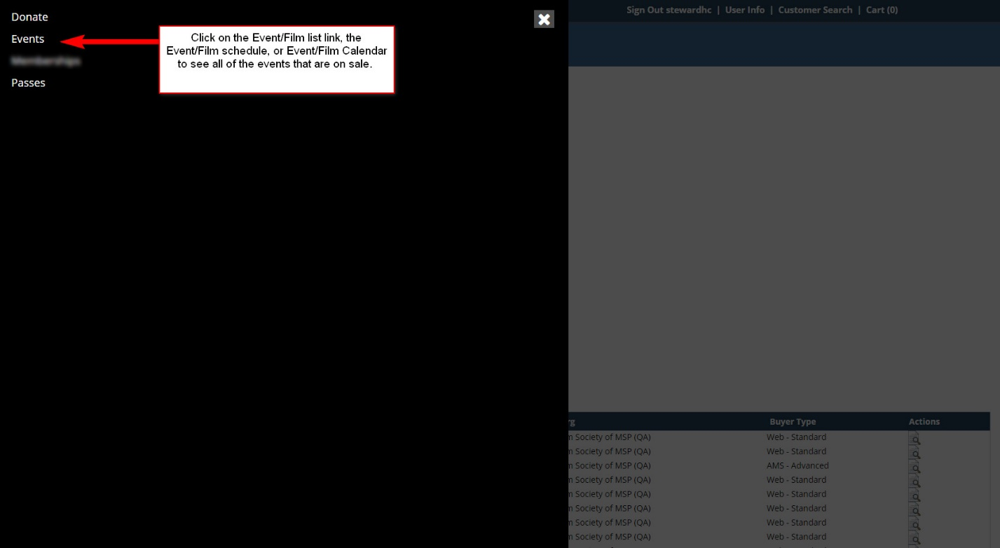 Donate
Events
Passes
Click on the Event/Film list link, the
Event/Film schedule, or Event/Film Calendar
to see all of the events that are on sale.
Sign Out stewardhc | User Info | Customer Search | Cart (0)
rg Buyer Type Actions
m Society of MSP (QA) Web - Standard
m Society of MSP (QA) Web - Standard
m Society of MSP (QA) AMS - Advanced
m Society of MSP (QA) Web - Standard
m Society of MSP (QA) Web - Standard
m Society of MSP (QA) Web - Standard
m Society of MSP (QA) Web - Standard
m Society of MSP (QA) Web - Standard